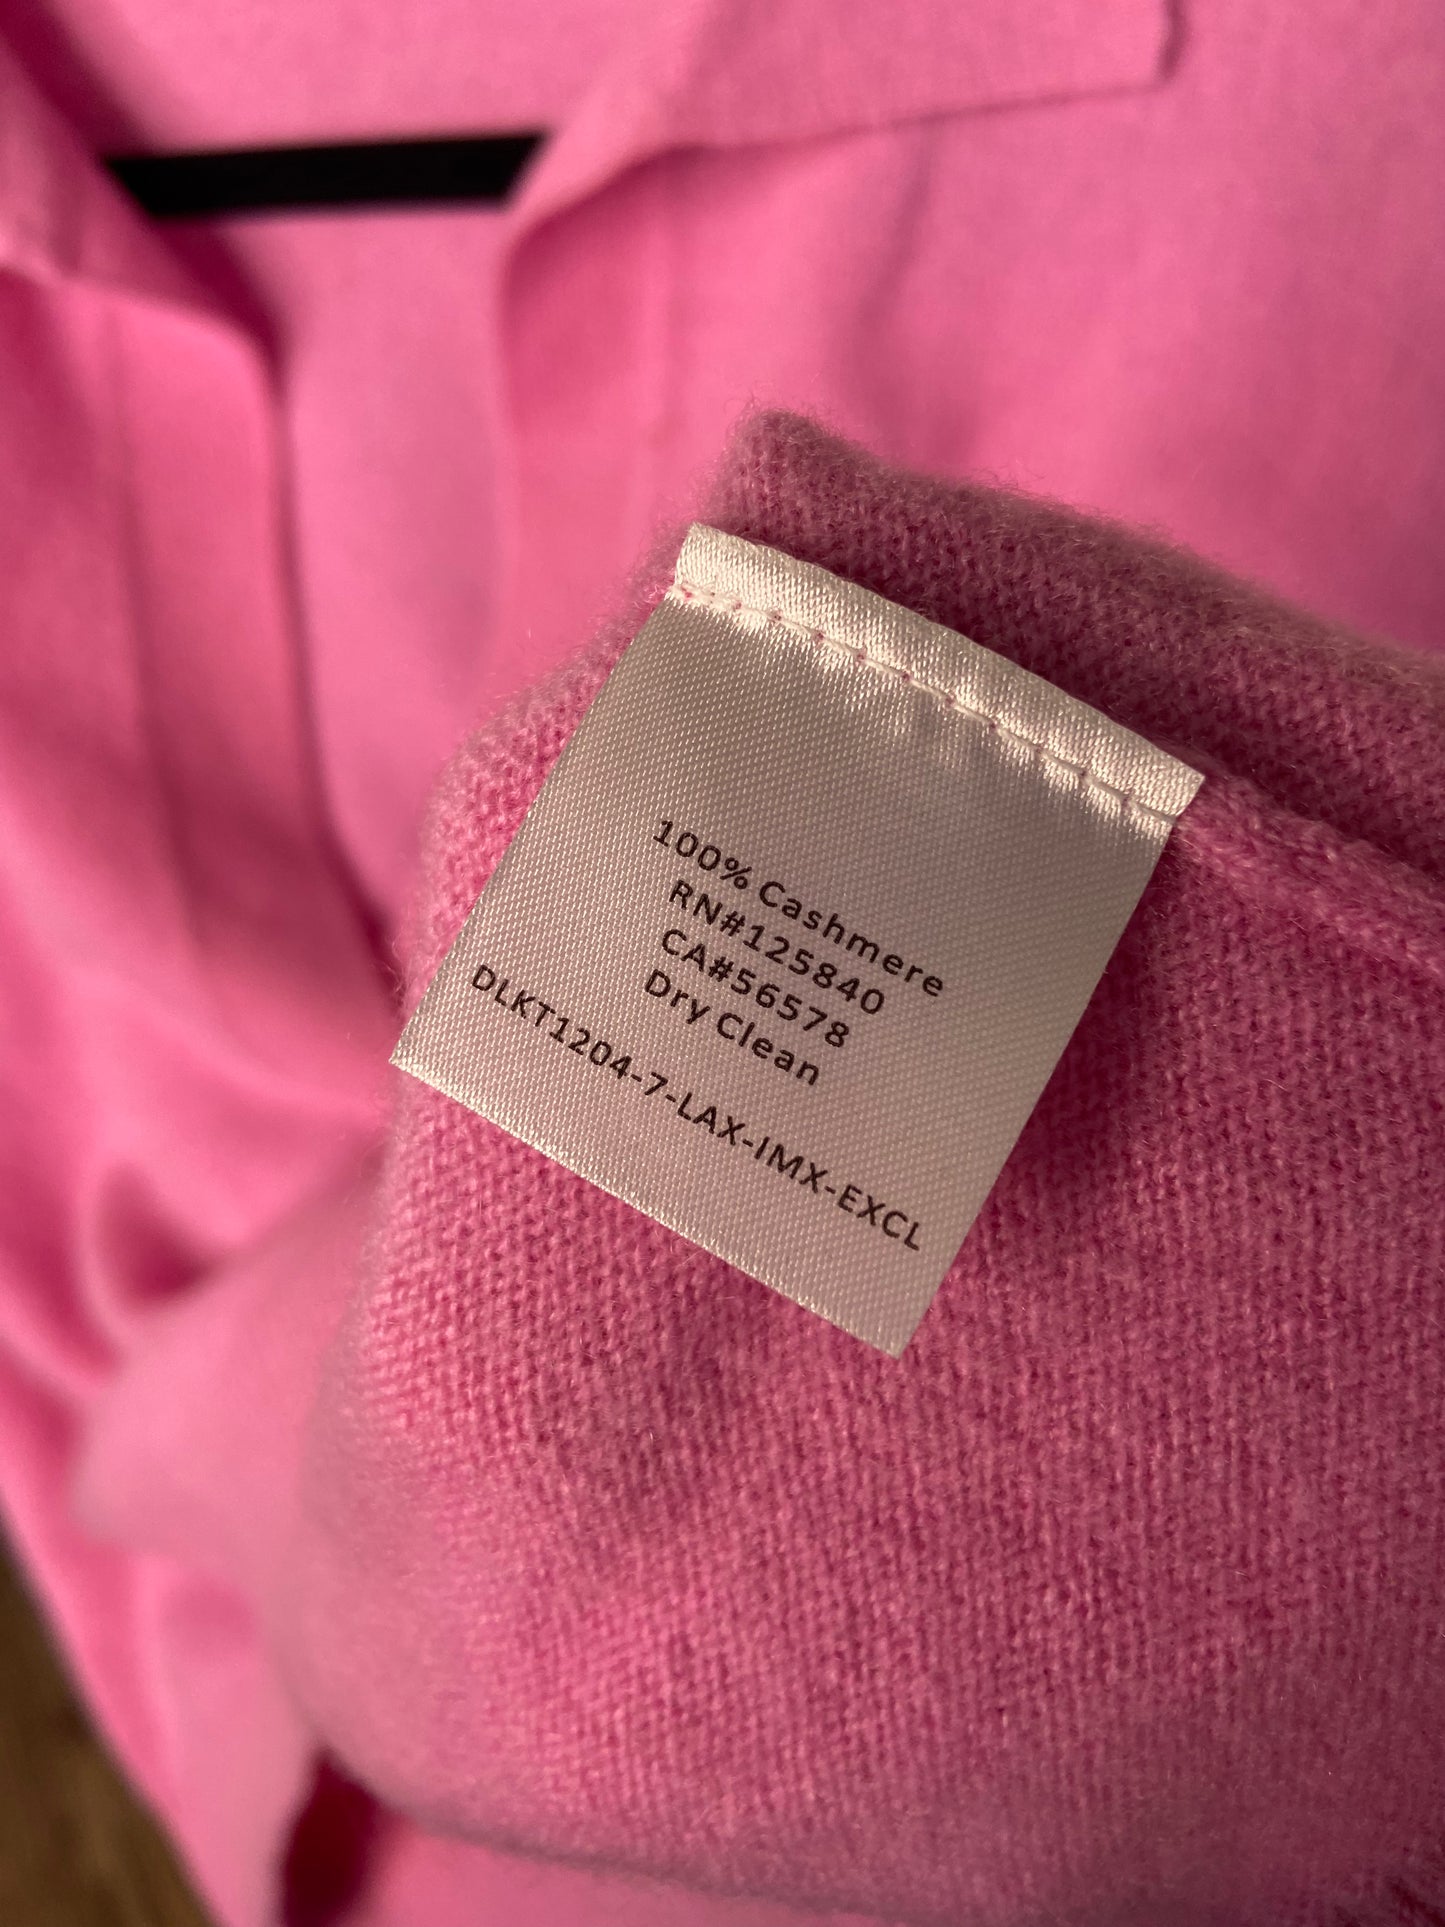 100% Cashmere
RN#125840
CA#56578
Dry Clean
DLKT1204-7-LAX-IMX-EXCL